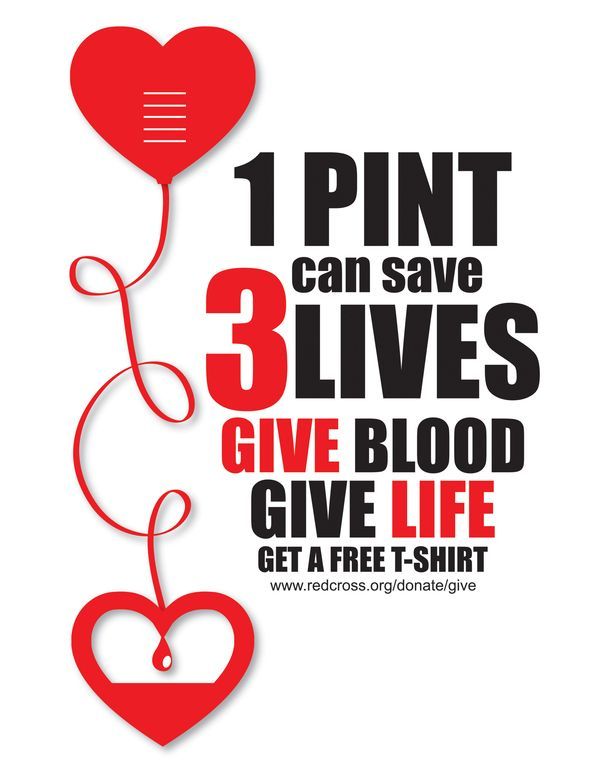 1 PINT
can save
3 LIVES
GIVE BLOOD
GIVE LIFE
GET A FREE T-SHIRT
www.redcross.org/donate/give